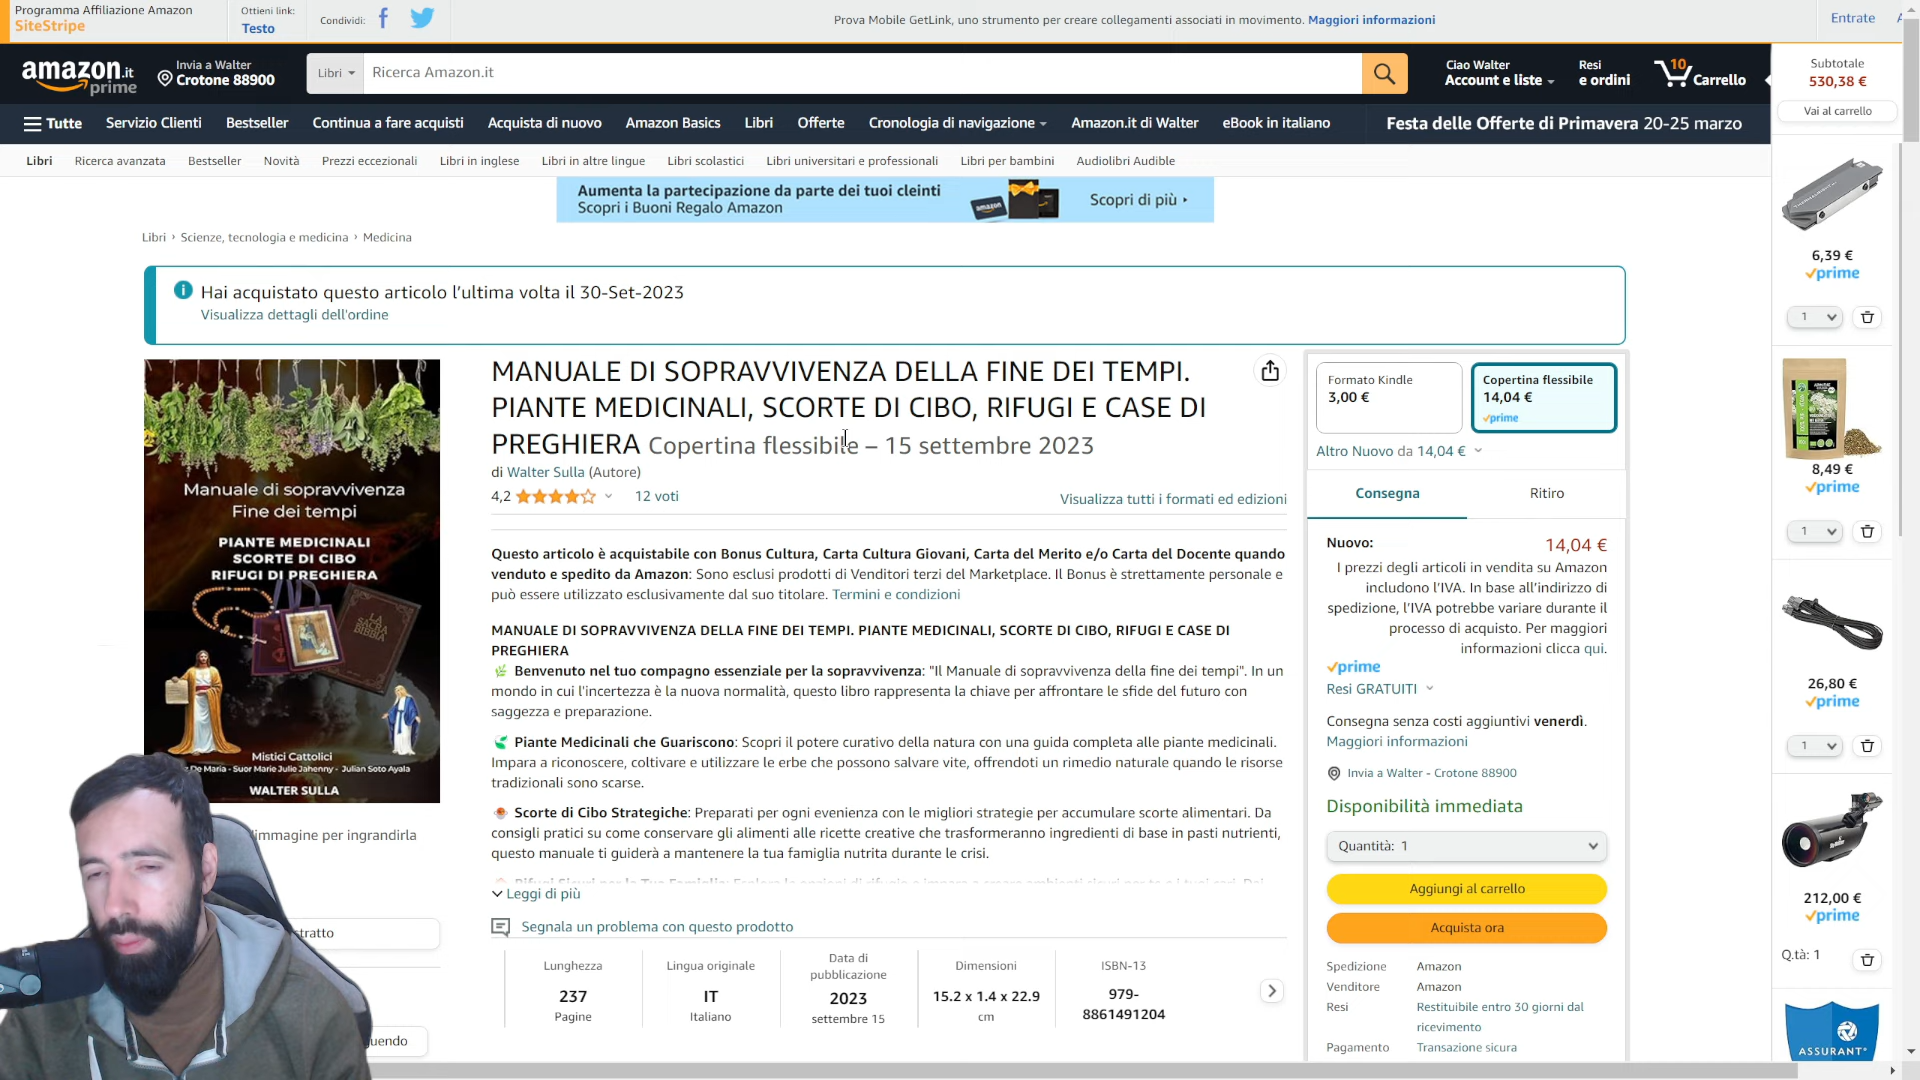 Programma Affiliazione Amazon
SiteStripe
Ottieni link:
Testo
Condividi:
Prova Mobile GetLink, uno strumento per creare collegamenti associati in movimento. Maggiori informazioni
Entrate
amazon.it
prime
Invia a Walter
Crotone 88900
Libri
Ricerca Amazon.it
Ciao Walter
Account e liste
Resi
e ordini
10
Carrello
Subtotale
530,38 €
Vai al carrello
Tutte
Servizio Clienti
Bestseller
Continua a fare acquisti
Acquista di nuovo
Amazon Basics
Libri
Offerte
Cronologia di navigazione
Amazon.it di Walter
eBook in italiano
Festa delle Offerte di Primavera 20-25 marzo
Libri
Ricerca avanzata
Bestseller
Novità
Prezzi eccezionali
Libri in inglese
Libri in altre lingue
Libri scolastici
Libri universitari e professionali
Libri per bambini
Audiolibri Audible
Aumenta la partecipazione da parte dei tuoi cleinti
Scopri i Buoni Regalo Amazon
amazon
Scopri di più
Libri › Scienze, tecnologia e medicina › Medicina
Hai acquistato questo articolo l'ultima volta il 30-Set-2023
Visualizza dettagli dell'ordine
Manuale di sopravvivenza
Fine dei tempi
PIANTE MEDICINALI
SCORTE DI CIBO
RIFUGI DI PREGHIERA
LA
SACRA
BIBBIA
Mistici Cattolici
z De Maria - Suor Marie Julie Jahenny - Julian Soto Ayala
WALTER SULLA
l'immagine per ingrandirla
stratto
guendo
MANUALE DI SOPRAVVIVENZA DELLA FINE DEI TEMPI.
PIANTE MEDICINALI, SCORTE DI CIBO, RIFUGI E CASE DI
PREGHIERA Copertina flessibile – 15 settembre 2023
di Walter Sulla (Autore)
4,2
12 voti
Visualizza tutti i formati ed edizioni
Questo articolo è acquistabile con Bonus Cultura, Carta Cultura Giovani, Carta del Merito e/o Carta del Docente quando
venduto e spedito da Amazon: Sono esclusi prodotti di Venditori terzi del Marketplace. Il Bonus è strettamente personale e
può essere utilizzato esclusivamente dal suo titolare. Termini e condizioni
MANUALE DI SOPRAVVIVENZA DELLA FINE DEI TEMPI. PIANTE MEDICINALI, SCORTE DI CIBO, RIFUGI E CASE DI
PREGHIERA
Benvenuto nel tuo compagno essenziale per la sopravvivenza: "Il Manuale di sopravvivenza della fine dei tempi". In un
mondo in cui l'incertezza è la nuova normalità, questo libro rappresenta la chiave per affrontare le sfide del futuro con
saggezza e preparazione.
Piante Medicinali che Guariscono: Scopri il potere curativo della natura con una guida completa alle piante medicinali.
Impara a riconoscere, coltivare e utilizzare le erbe che possono salvare vite, offrendoti un rimedio naturale quando le risorse
tradizionali sono scarse.
Scorte di Cibo Strategiche: Preparati per ogni evenienza con le migliori strategie per accumulare scorte alimentari. Da
consigli pratici su come conservare gli alimenti alle ricette creative che trasformeranno ingredienti di base in pasti nutrienti,
questo manuale ti guiderà a mantenere la tua famiglia nutrita durante le crisi.
Leggi di più
Segnala un problema con questo prodotto
Lunghezza
237
Pagine
Lingua originale
IT
Italiano
Data di
pubblicazione
2023
settembre 15
Dimensioni
15.2 x 1.4 x 22.9
cm
ISBN-13
979-
8861491204
Formato Kindle
3,00 €
Copertina flessibile
14,04 €
prime
Altro Nuovo da 14,04 €
Consegna
Ritiro
Nuovo:
14,04 €
I prezzi degli articoli in vendita su Amazon
includono l'IVA. In base all'indirizzo di
spedizione, l'IVA potrebbe variare durante il
processo di acquisto. Per maggiori
informazioni clicca qui.
prime
Resi GRATUITI
Consegna senza costi aggiuntivi venerdì.
Maggiori informazioni
Invia a Walter - Crotone 88900
Disponibilità immediata
Quantità: 1
Aggiungi al carrello
Acquista ora
Spedizione Amazon
Venditore Amazon
Resi Restituibile entro 30 giorni dal
ricevimento
Pagamento Transazione sicura
6,39 €
prime
1
8,49 €
prime
1
26,80 €
prime
1
212,00 €
prime
Q.tà: 1
ASSURANT